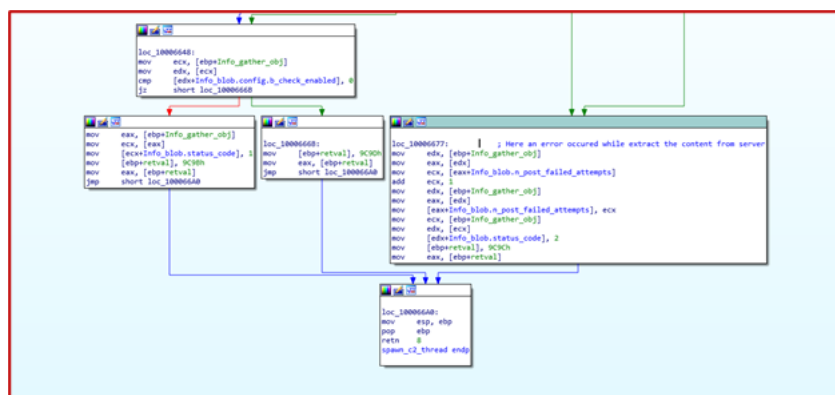 loc_10006648:
mov ecx, [ebp+Info_gather_obj]
mov edx, [ecx]
cmp [edx+Info_blob.config.b_check_enabled], 0
jz short loc_10006668
mov eax, [ebp+Info_gather_obj]
mov ecx, [eax]
mov [ecx+Info_blob.status_code], 1
mov [ebp+retval], 9C9Bh
mov eax, [ebp+retval]
jmp short loc_100066A0
loc_10006668:
mov [ebp+retval], 9C9Dh
mov eax, [ebp+retval]
jmp short loc_100066A0
loc_10006677: ; Here an error occured while extract the content from server
mov edx, [ebp+Info_gather_obj]
mov eax, [edx]
mov ecx, [eax+Info_blob.n_post_failed_attempts]
add ecx, 1
mov edx, [ebp+Info_gather_obj]
mov eax, [edx]
mov [eax+Info_blob.n_post_failed_attempts], ecx
mov ecx, [ebp+Info_gather_obj]
mov edx, [ecx]
mov [edx+Info_blob.status_code], 2
mov [ebp+retval], 9C9Ch
mov eax, [ebp+retval]
loc_100066A0:
mov esp, ebp
pop ebp
retn 8
spawn_c2_thread endp